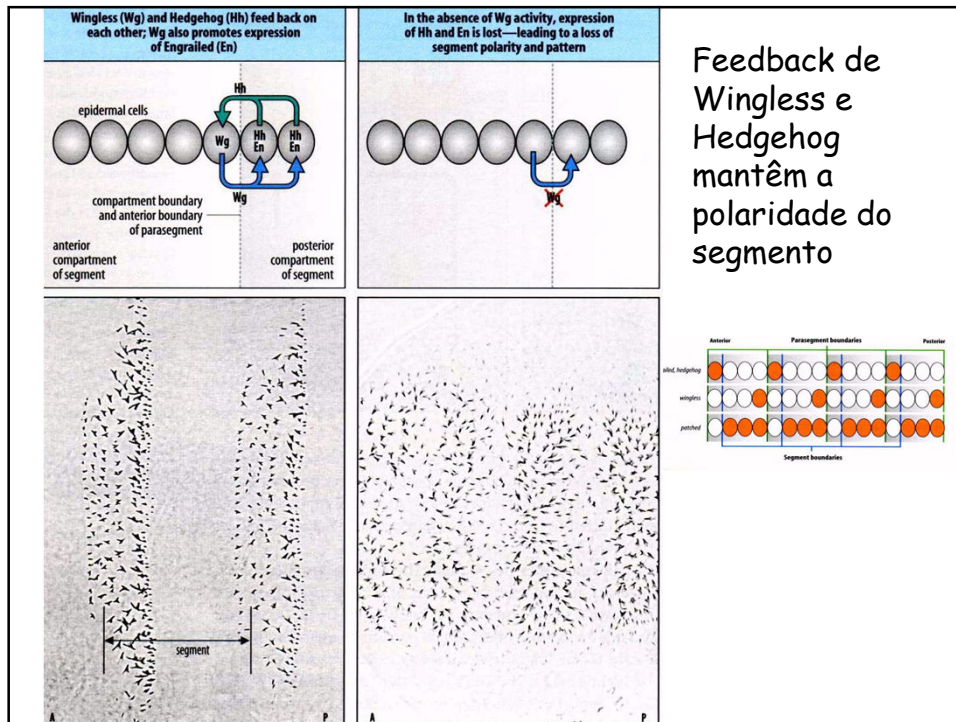 Wingless (Wg) and Hedgehog (Hh) feed back on
each other; Wg also promotes expression
of Engrailed (En)
Hh
epidermal cells
Wg
Hh
En
Hh
En
Wg
compartment boundary
and anterior boundary
of parasegment
anterior
compartment
of segment
posterior
compartment
of segment
segment
A
P
In the absence of Wg activity, expression
of Hh and En is lost—leading to a loss of
segment polarity and pattern
Wg
A
P
Feedback de
Wingless e
Hedgehog
mantêm a
polaridade do
segmento
Anterior
Parasegment boundaries
Posterior
hedgehog
wingless
patched
Segment boundaries